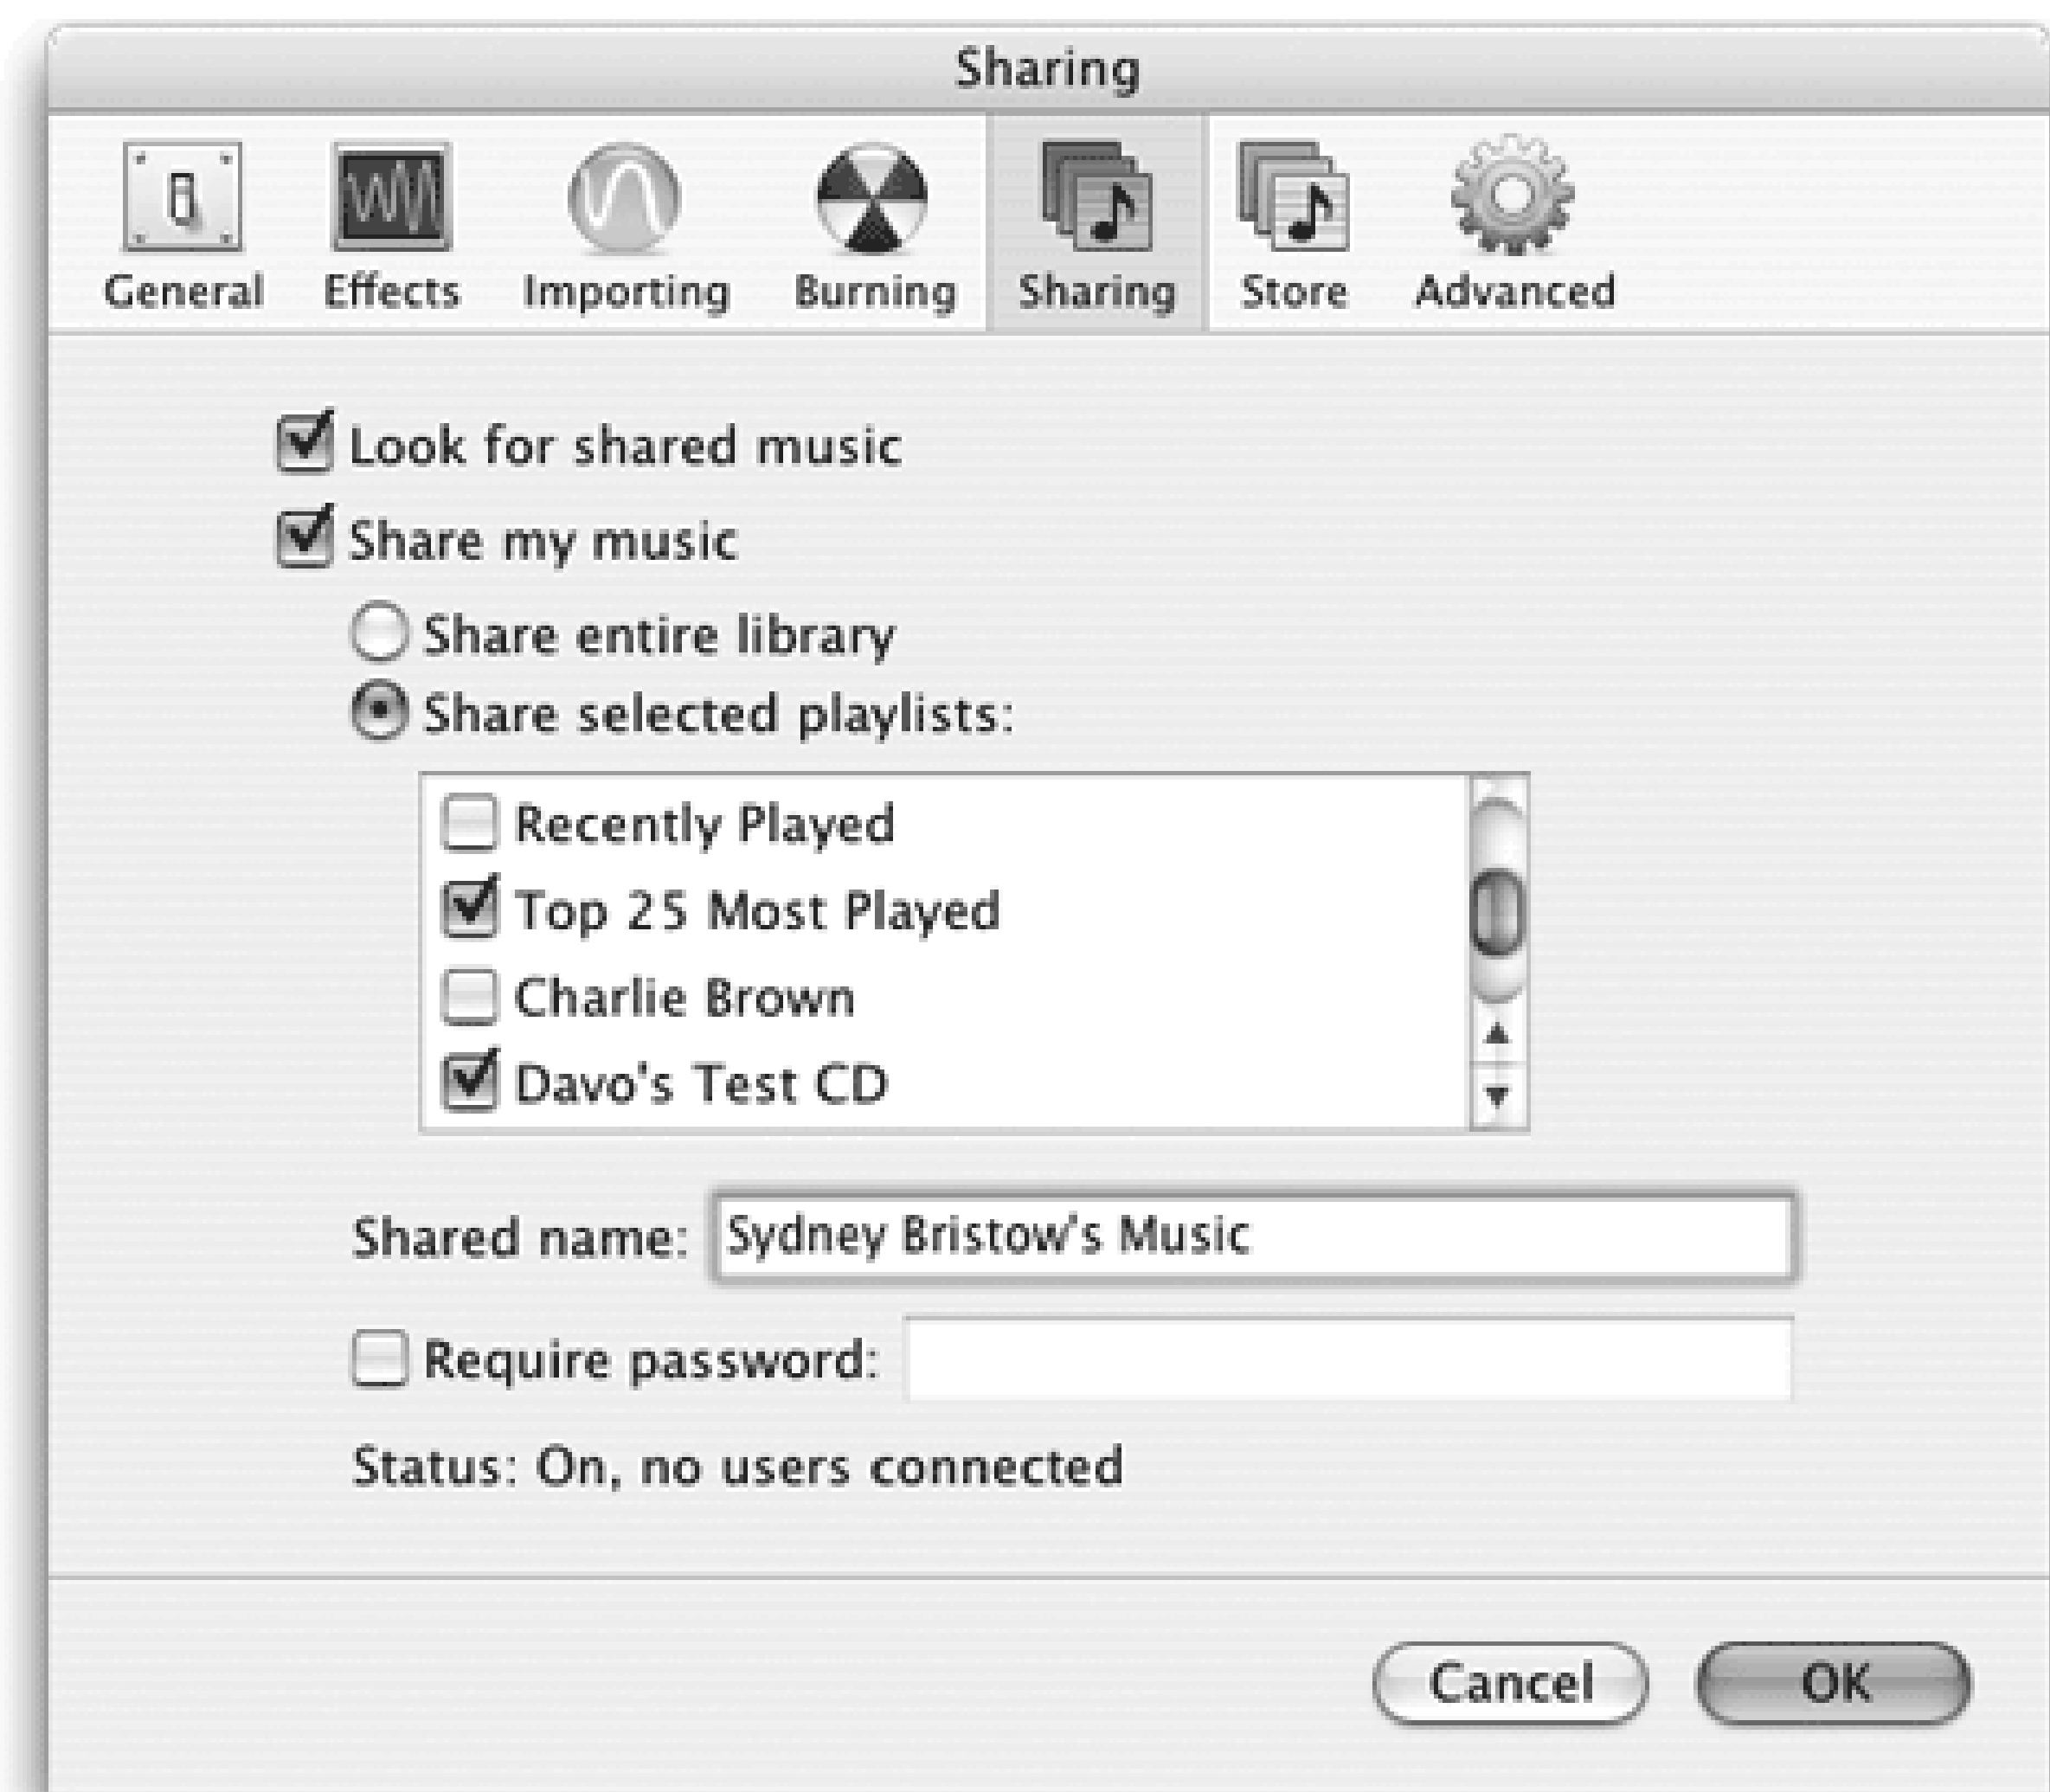 Sharing
General Effects Importing Burning Sharing Store Advanced
Look for shared music
Share my music
Share entire library
Share selected playlists:
Recently Played
Top 25 Most Played
Charlie Brown
Davo's Test CD
Shared name: Sydney Bristow's Music
Require password:
Status: On, no users connected
Cancel OK